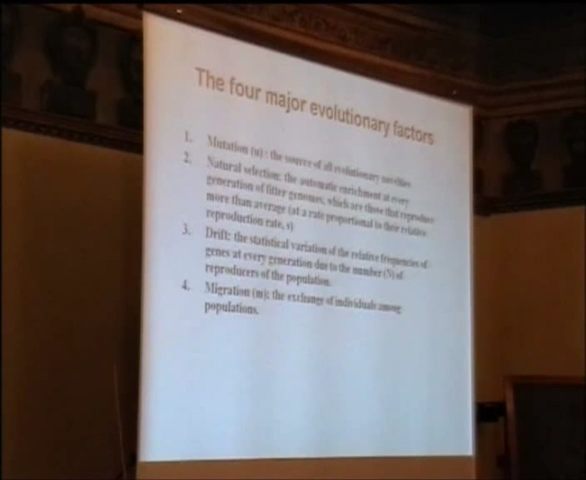 The four major evolutionary factors
1. Mutation (u) : the source of all evolutionary novelties
2. Natural selection: the automatic enrichment at every
generation of fitter genomes, which are those that reproduce
more than average (at a rate proportional to their relative
reproduction rate, s)
3. Drift: the statistical variation of the relative frequencies of
genes at every generation due to the number (N) of
reproducers of the population.
4. Migration (m): the exchange of individuals among
populations.